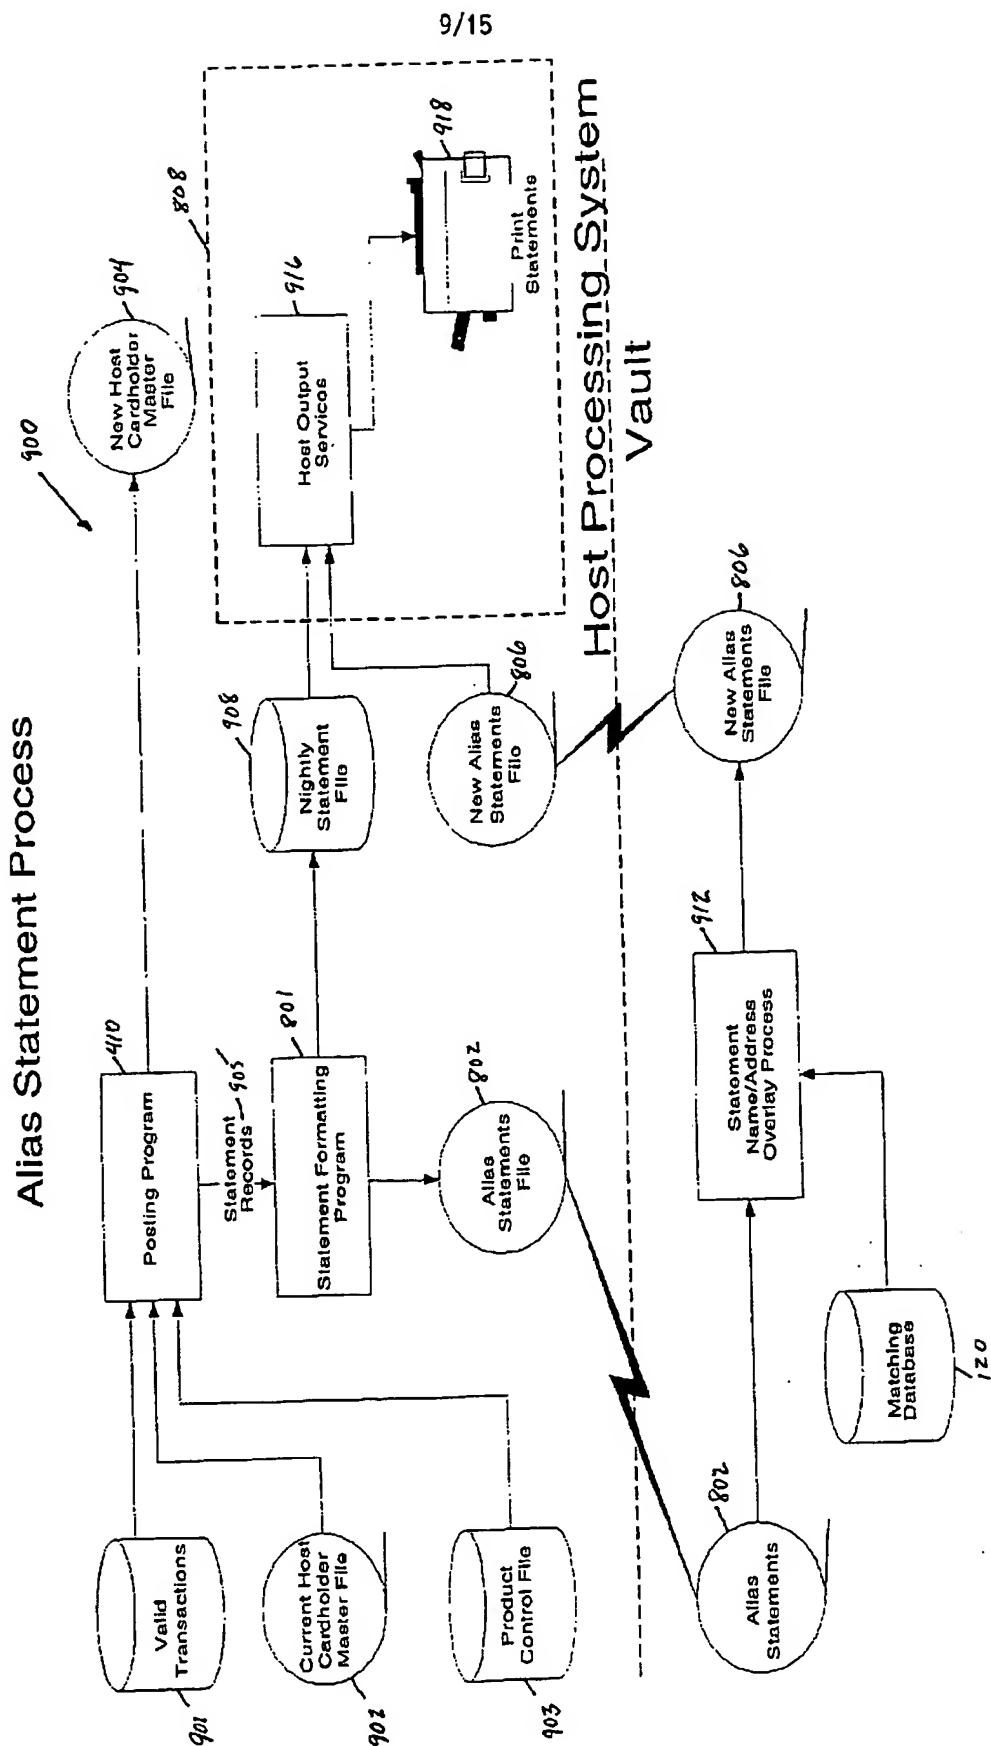 9/15
Alias Statement Process
900
Valid
Transactions
901
Current Host
Cardholder
Master File
902
Product
Control File
903
Posting Program
410
Statement
Records
905
Statement Formatting
Program
801
Alias
Statements
File
802
New Host
Cardholder
Master
File
904
Nightly
Statement
File
908
New Alias
Statements
File
806
808
Host Output
Services
916
Print
Statements
918
Host Processing System
Vault
Alias
Statements
802
Matching
Database
120
Statement
Name/Address
Overlay Process
912
New Alias
Statements
File
806